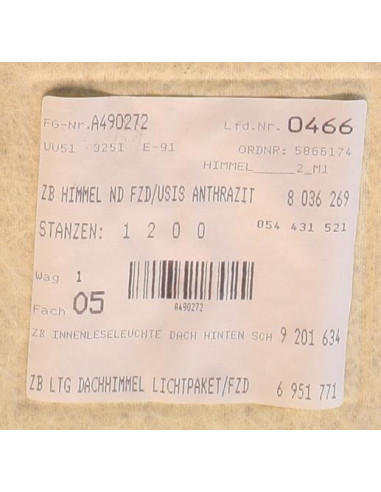 FG-Nr.A490272 Lfd.Nr. 0466
VU51 325I E-91 ORDNR: 5866174
HIMMEL_____2_M1
ZB HIMMEL ND FZD/USIS ANTHRAZIT 8 036 269
STANZEN: 1 2 0 0 054 431 521
Wag 1
Fach 05
A490272
ZB INNENLESELEUCHTE DACH HINTEN SCH 9 201 634
ZB LTG DACHHIMMEL LICHTPAKET/FZD 6 951 771